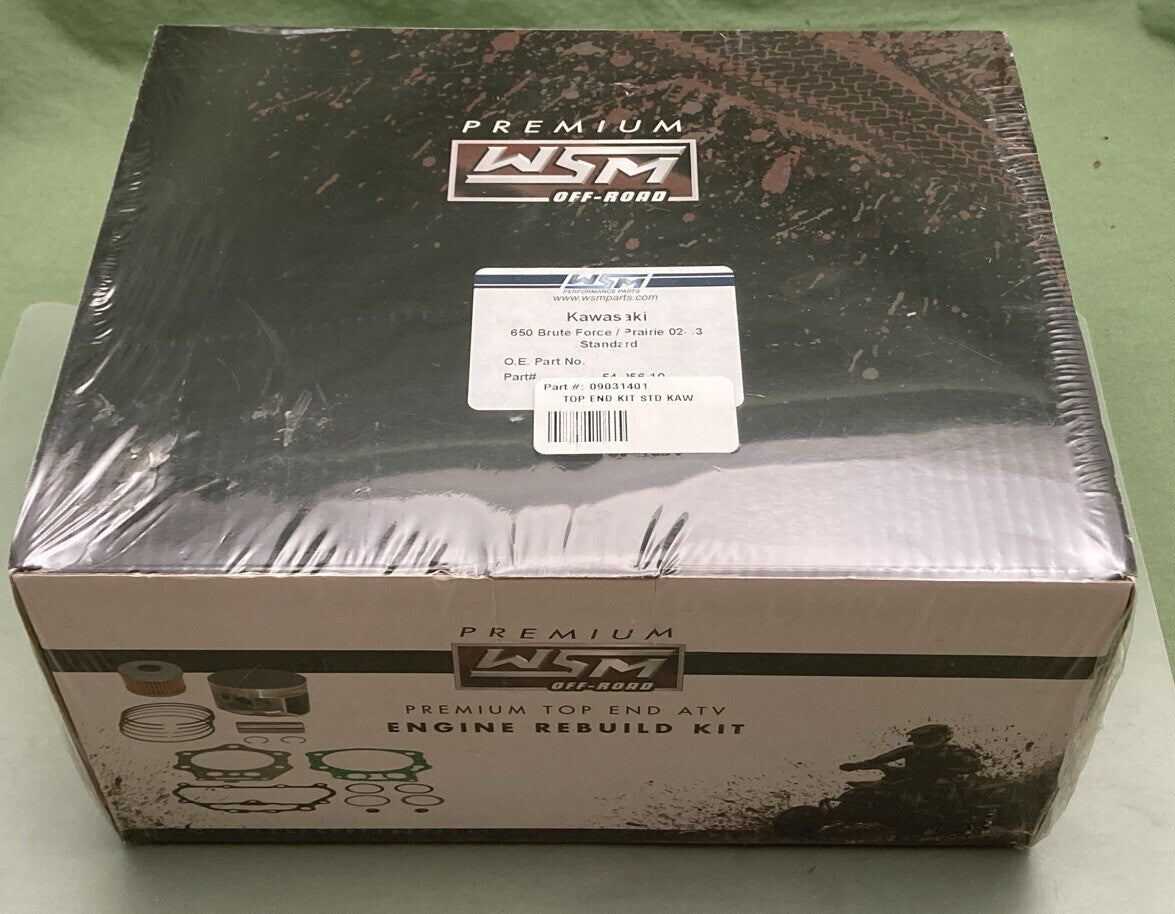 PREMIUM
WSM
OFF-ROAD
WSM
PERFORMANCE PARTS
www.wsmparts.com
Kawasaki
650 Brute Force / Prairie 02-
Standard
O.E. Part No.
Part#
Part #: 09031401
TOP END KIT STD KAW
PREMIUM
WSM
OFF-ROAD
PREMIUM TOP END ATV
ENGINE REBUILD KIT